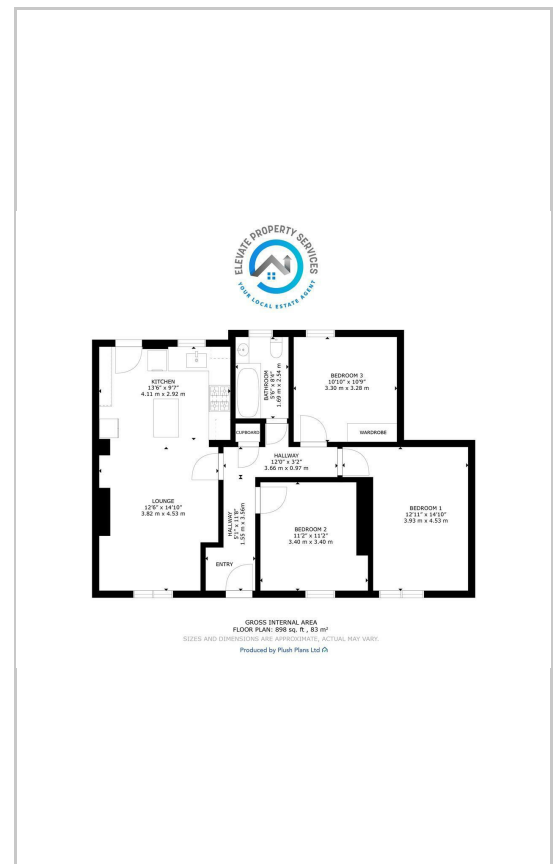 ELEVATE PROPERTY SERVICES
YOUR LOCAL ESTATE AGENT
KITCHEN
13'6" x 9'7"
4.11 m x 2.92 m
BATHROOM
5'6" x 8'4"
1.69 m x 2.54 m
BEDROOM 3
10'10" x 10'9"
3.30 m x 3.28 m
WARDROBE
CUPBOARD
HALLWAY
12'0" x 3'2"
3.66 m x 0.97 m
LOUNGE
12'6" x 14'10"
3.82 m x 4.53 m
HALLWAY
5'1" x 11'8"
1.55 m x 3.56m
BEDROOM 2
11'2" x 11'2"
3.40 m x 3.40 m
BEDROOM 1
12'11" x 14'10"
3.93 m x 4.53 m
ENTRY
GROSS INTERNAL AREA
FLOOR PLAN: 898 sq. ft , 83 m²
SIZES AND DIMENSIONS ARE APPROXIMATE, ACTUAL MAY VARY.
Produced by Plush Plans Ltd